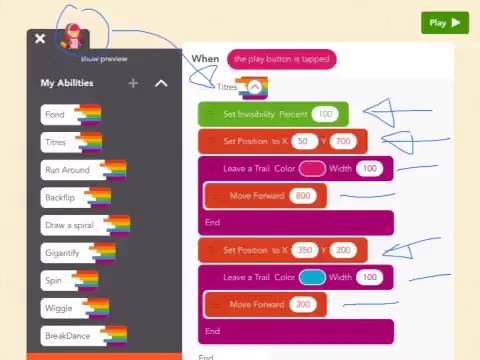 Play
show preview
When the play button is tapped
My Abilities
Titres
Set Invisibility Percent 100
Fond
Set Position to X 50 Y 700
Titres
Leave a Trail Color Width 100
Run Around
Move Forward 800
Backflip
End
Draw a spiral
Set Position to X 350 Y 200
Gigantify
Leave a Trail Color Width 100
Spin
Move Forward 300
Wiggle
End
BreakDance
End